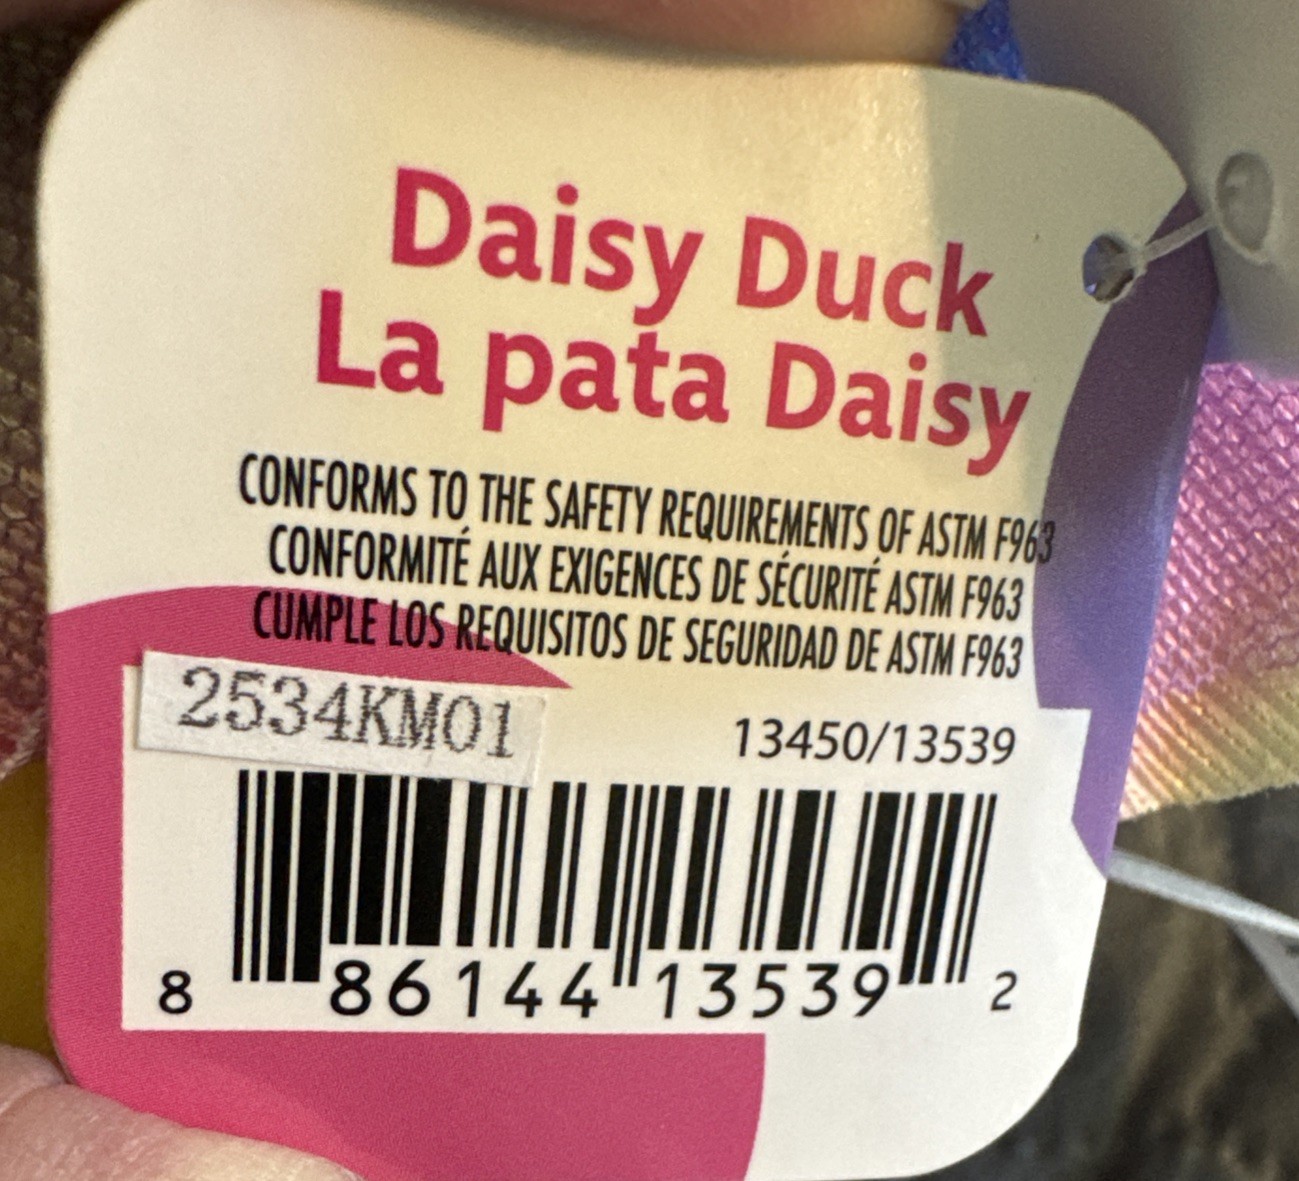 Daisy Duck
La pata Daisy
CONFORMS TO THE SAFETY REQUIREMENTS OF ASTM F963
CONFORMITÉ AUX EXIGENCES DE SÉCURITÉ ASTM F963
CUMPLE LOS REQUISITOS DE SEGURIDAD DE ASTM F963
2534KM01
13450/13539
8 86144 13539 2